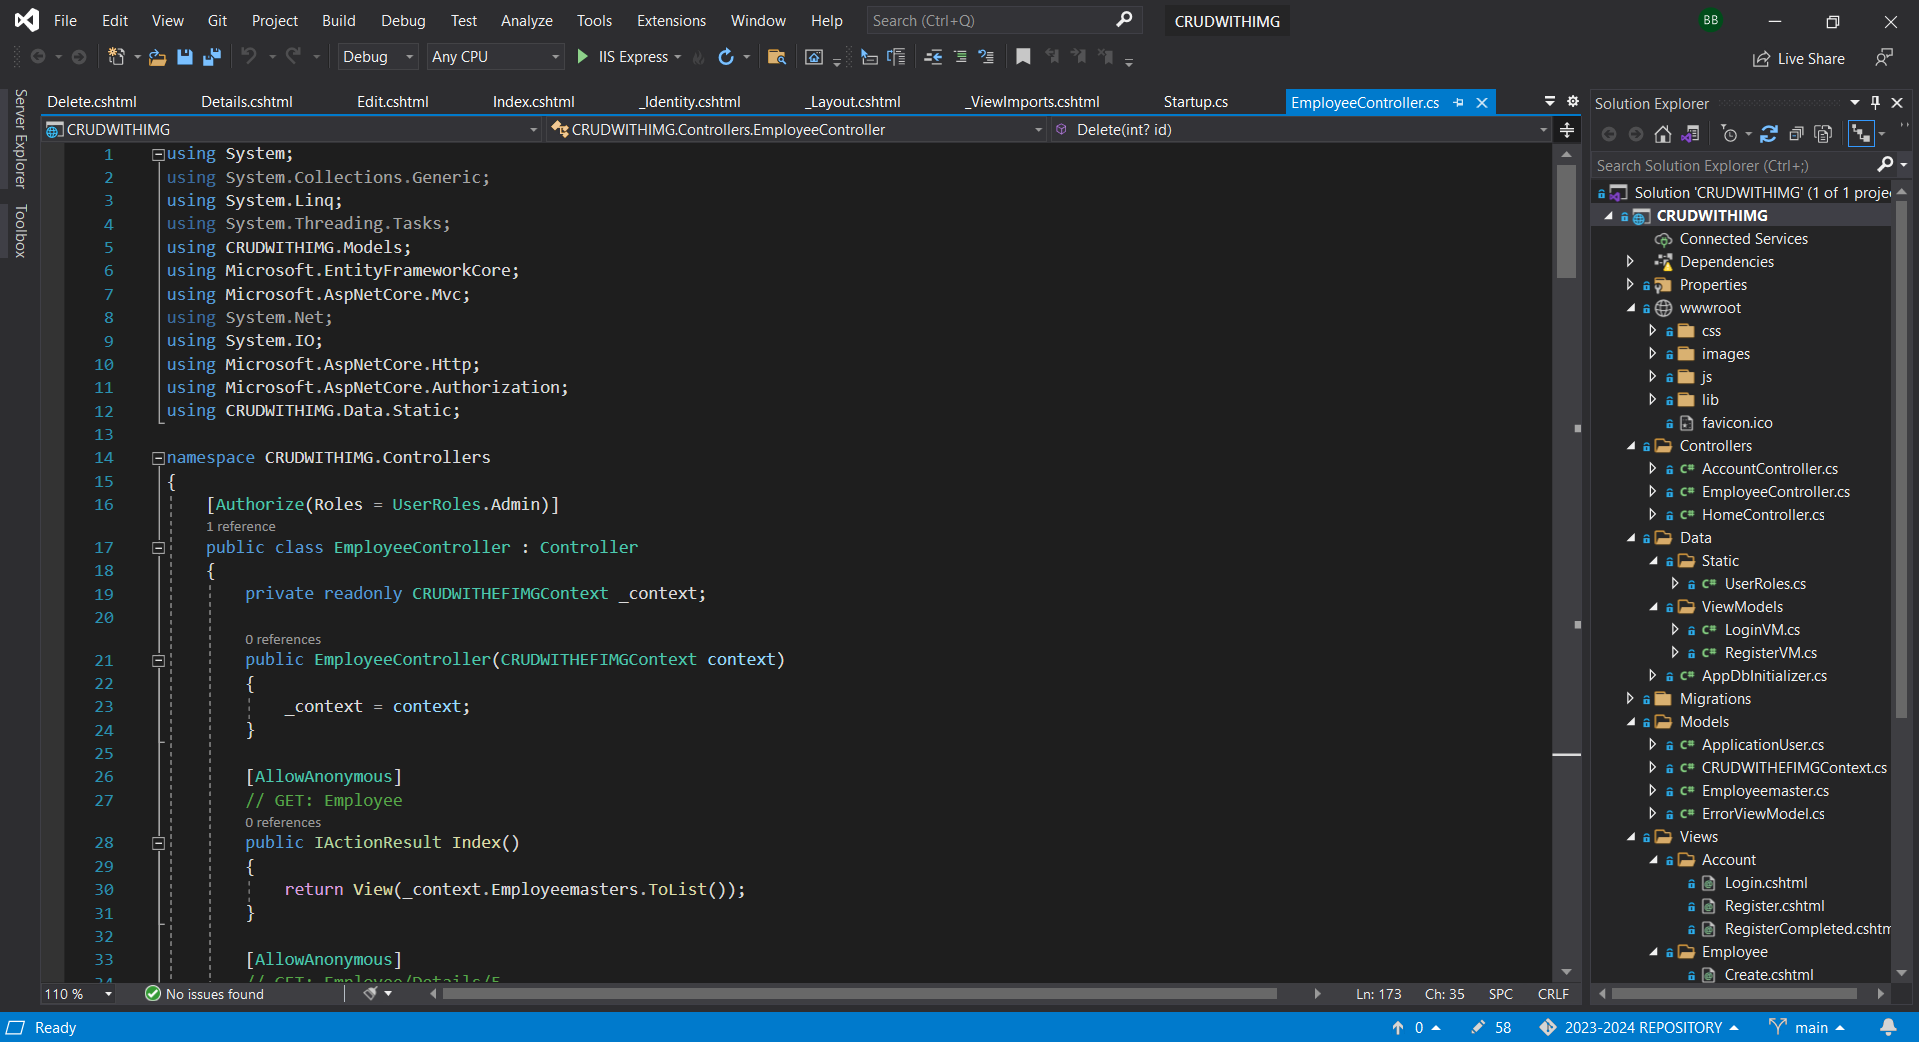 File Edit View Git Project Build Debug Test Analyze Tools Extensions Window Help Search (Ctrl+Q) CRUDWITHIMG BB
Debug Any CPU IIS Express Live Share
Server Explorer
Toolbox
Delete.cshtml Details.cshtml Edit.cshtml Index.cshtml _Identity.cshtml _Layout.cshtml _ViewImports.cshtml Startup.cs EmployeeController.cs
CRUDWITHIMG CRUDWITHIMG.Controllers.EmployeeController Delete(int? id)
1 using System;
2 using System.Collections.Generic;
3 using System.Linq;
4 using System.Threading.Tasks;
5 using CRUDWITHIMG.Models;
6 using Microsoft.EntityFrameworkCore;
7 using Microsoft.AspNetCore.Mvc;
8 using System.Net;
9 using System.IO;
10 using Microsoft.AspNetCore.Http;
11 using Microsoft.AspNetCore.Authorization;
12 using CRUDWITHIMG.Data.Static;
13
14 namespace CRUDWITHIMG.Controllers
15 {
16 [Authorize(Roles = UserRoles.Admin)]
1 reference
17 public class EmployeeController : Controller
18 {
19 private readonly CRUDWITHEFIMGContext _context;
20
0 references
21 public EmployeeController(CRUDWITHEFIMGContext context)
22 {
23 _context = context;
24 }
25
26 [AllowAnonymous]
27 // GET: Employee
0 references
28 public IActionResult Index()
29 {
30 return View(_context.Employeemasters.ToList());
31 }
32
33 [AllowAnonymous]
34 // GET: Employee/Details/5
110 % No issues found Ln: 173 Ch: 35 SPC CRLF
Solution Explorer
Search Solution Explorer (Ctrl+;)
Solution 'CRUDWITHIMG' (1 of 1 proje
CRUDWITHIMG
Connected Services
Dependencies
Properties
wwwroot
css
images
js
lib
favicon.ico
Controllers
C# AccountController.cs
C# EmployeeController.cs
C# HomeController.cs
Data
Static
C# UserRoles.cs
ViewModels
C# LoginVM.cs
C# RegisterVM.cs
C# AppDbInitializer.cs
Migrations
Models
C# ApplicationUser.cs
C# CRUDWITHEFIMGContext.cs
C# Employeemaster.cs
C# ErrorViewModel.cs
Views
Account
Login.cshtml
Register.cshtml
RegisterCompleted.cshtm
Employee
Create.cshtml
Ready 0 58 2023-2024 REPOSITORY main